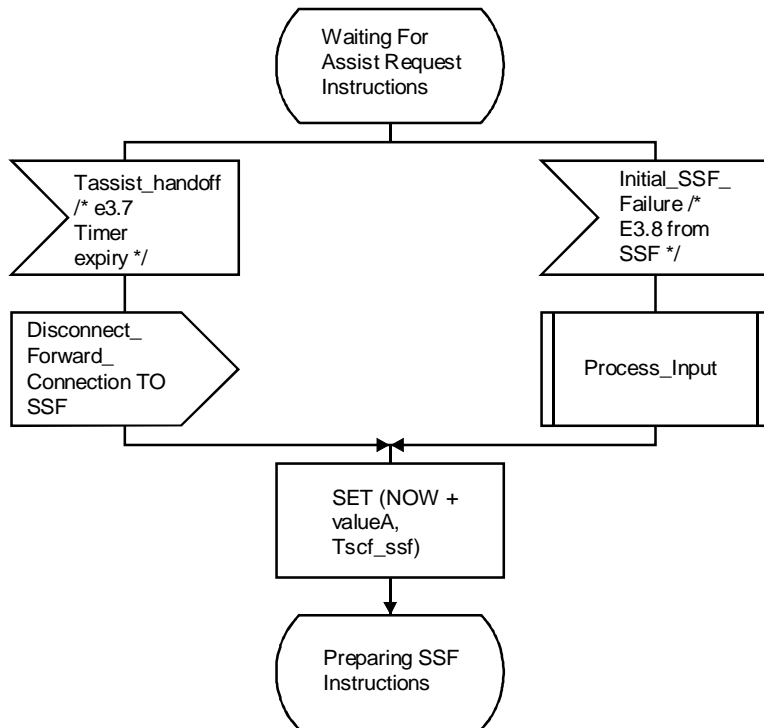 Waiting For
Assist Request
Instructions
Tassist_handoff
/* e3.7
Timer
expiry */
Initial_SSF_
Failure /*
E3.8 from
SSF */
Disconnect_
Forward_
Connection TO
SSF
Process_Input
SET (NOW +
valueA,
Tscf_ssf)
Preparing SSF
Instructions